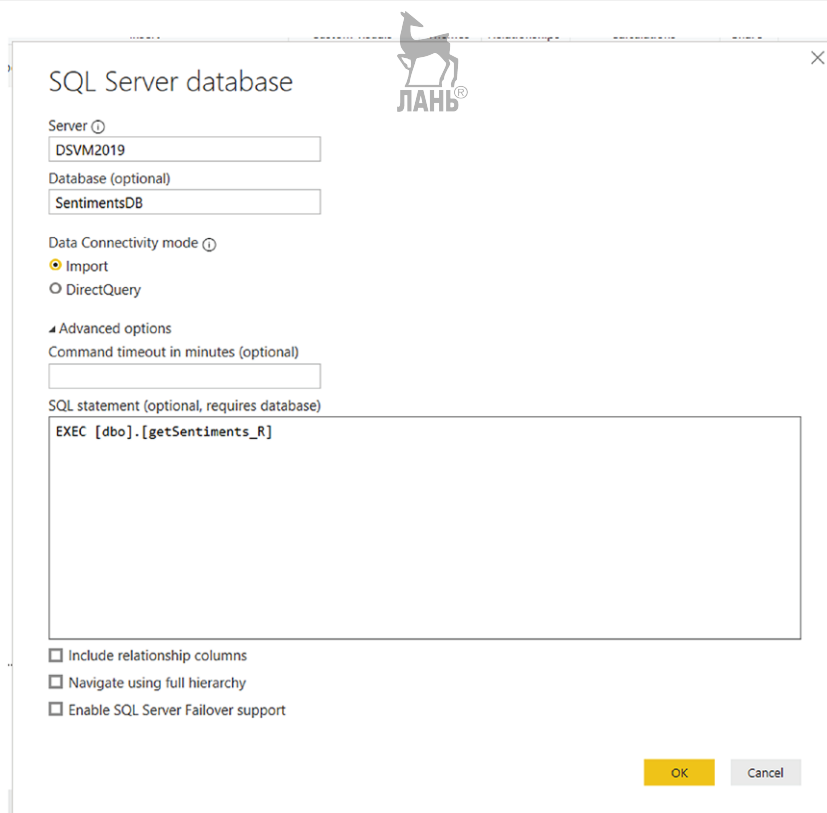 ЛАНЬ®
SQL Server database
Server
DSVM2019
Database (optional)
SentimentsDB
Data Connectivity mode
Import
DirectQuery
Advanced options
Command timeout in minutes (optional)
SQL statement (optional, requires database)
EXEC [dbo].[getSentiments_R]
Include relationship columns
Navigate using full hierarchy
Enable SQL Server Failover support
OK Cancel